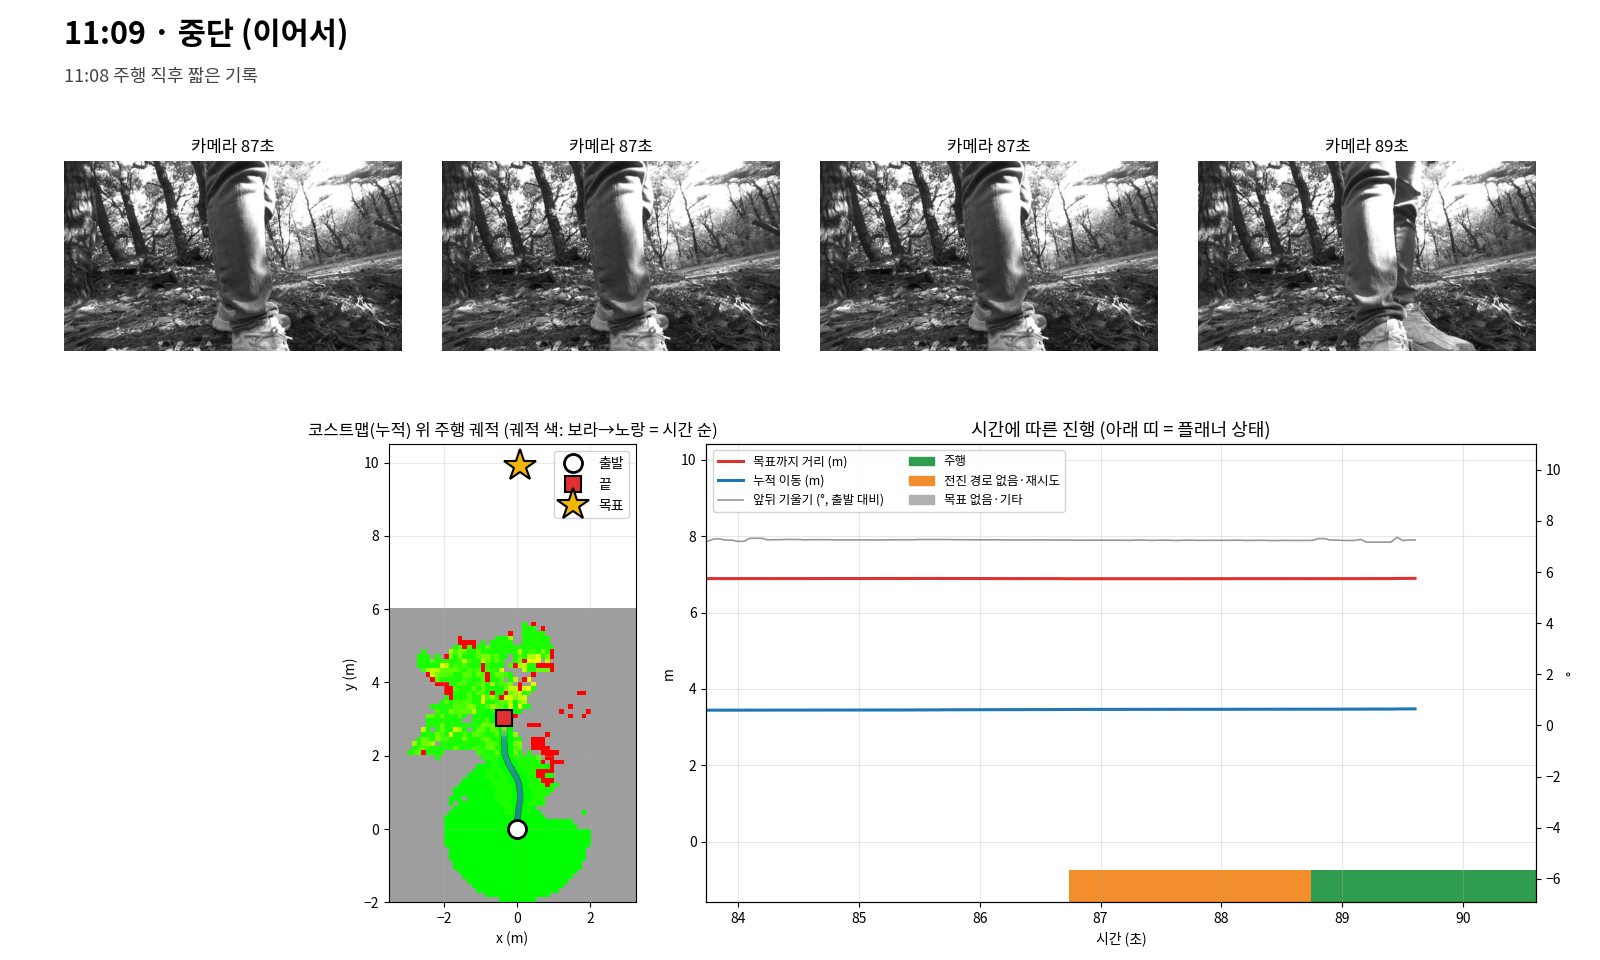 11:09 · 중단 (이어서)
11:08 주행 직후 짧은 기록
카메라 87초
카메라 87초
카메라 87초
카메라 89초
코스트맵(누적) 위 주행 궤적 (궤적 색: 보라→노랑 = 시간 순)
출발
끝
목표
10
8
6
4
2
0
−2
y (m)
−2
0
2
x (m)
시간에 따른 진행 (아래 띠 = 플래너 상태)
목표까지 거리 (m)
누적 이동 (m)
앞뒤 기울기 (°, 출발 대비)
주행
전진 경로 없음·재시도
목표 없음·기타
10
8
6
4
2
0
m
84
85
86
87
88
89
90
시간 (초)
10
8
6
4
2
0
−2
−4
−6
°